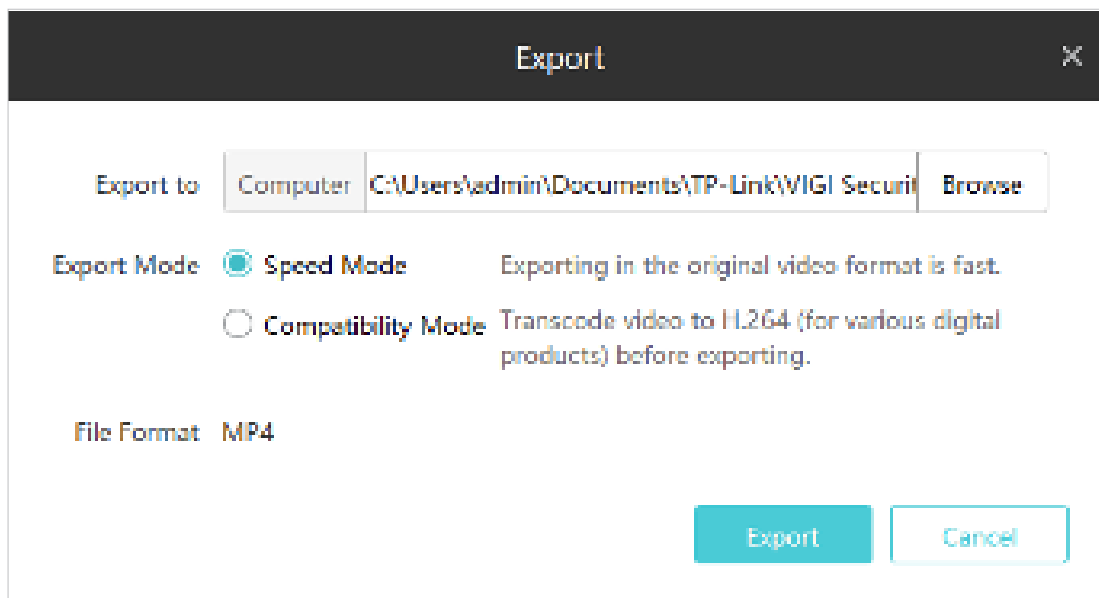 Export
Export to Computer C:\Users\admin\Documents\TP-Link\VIGI Securit Browse
Export Mode Speed Mode Exporting in the original video format is fast.
Compatibility Mode Transcode video to H.264 (for various digital
products) before exporting.
File Format MP4
Export Cancel